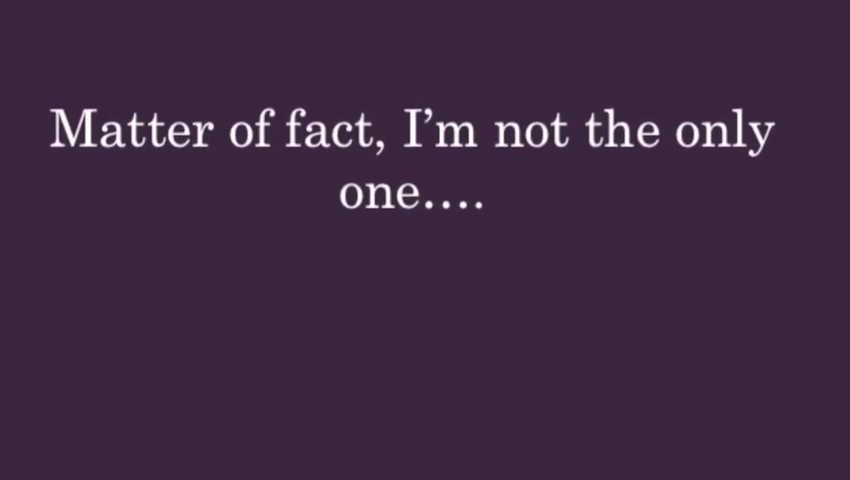 Matter of fact, I’m not the only
one....